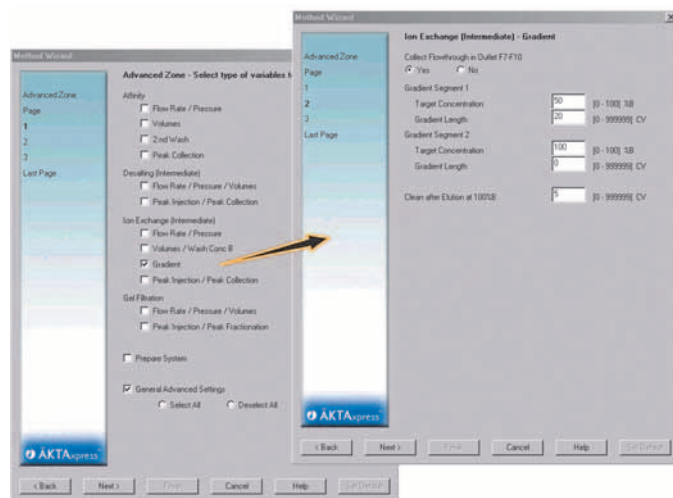 Method Wizard
Advanced Zone
Page
1
2
3
Last Page
Advanced Zone - Select type of variables t
Affinity
Flow Rate / Pressure
Volumes
2nd Wash
Peak Collection
Desalting (Intermediate)
Flow Rate / Pressure / Volumes
Peak Injection / Peak Collection
Ion Exchange (Intermediate)
Flow Rate / Pressure
Volumes / Wash Conc B
Gradient
Peak Injection / Peak Collection
Gel Filtration
Flow Rate / Pressure / Volumes
Peak Injection / Peak Fractionation
Prepare System
General Advanced Settings
Select All
Deselect All
ÄKTAxpress
< Back
Next >
Finish
Cancel
Help
Set Default
Method Wizard
Advanced Zone
Page
1
2
3
Last Page
Ion Exchange (Intermediate) - Gradient
Collect Flowthrough in Outlet F7-F10
Yes
No
Gradient Segment 1
Target Concentration 50 [0 - 100] %B
Gradient Length 20 [0 - 999999] CV
Gradient Segment 2
Target Concentration 100 [0 - 100] %B
Gradient Length 0 [0 - 999999] CV
Clean after Elution at 100%B 5 [0 - 999999] CV
ÄKTAxpress
< Back
Next >
Finish
Cancel
Help
Set Default